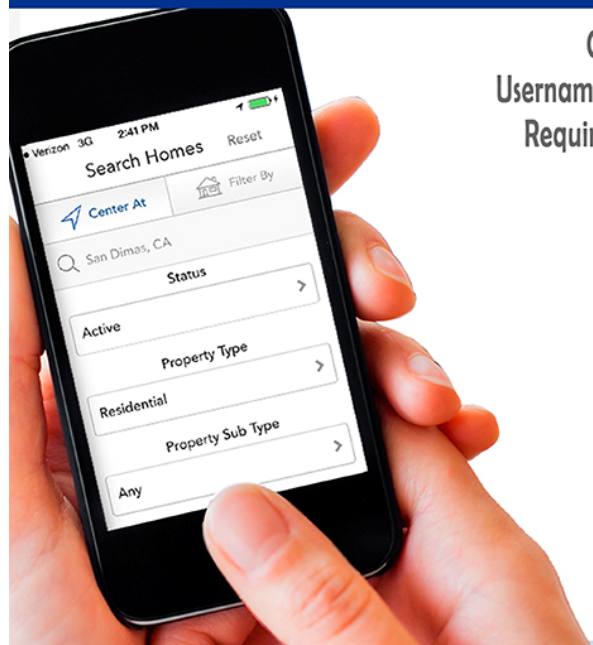 Verizon 3G 2:41 PM
Search Homes Reset
Center At Filter By
San Dimas, CA
Status
Active
Property Type
Residential
Property Sub Type
Any